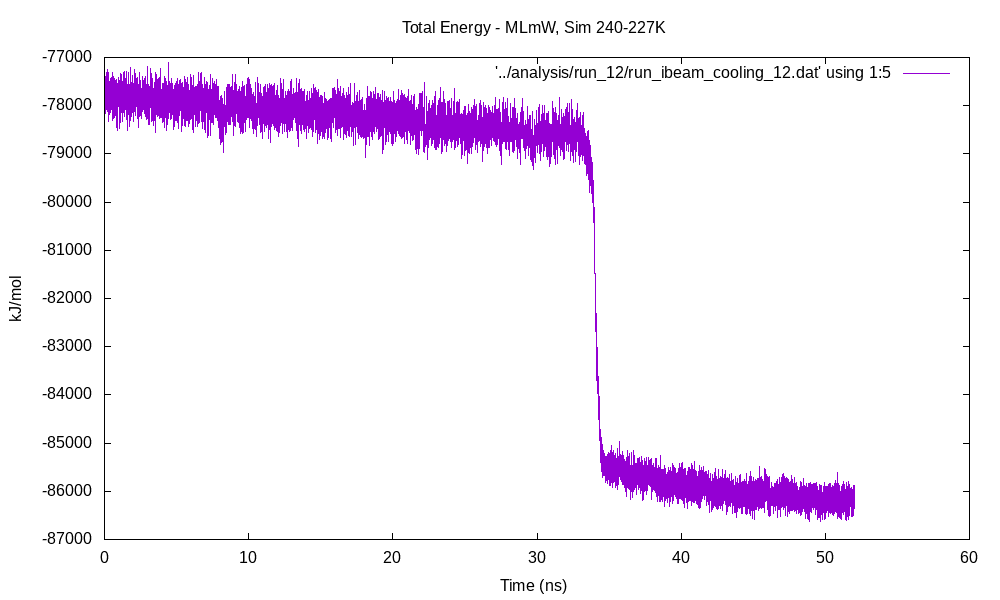 Total Energy - MLmW, Sim 240-227K
'../analysis/run_12/run_ibeam_cooling_12.dat' using 1:5
-77000
-78000
-79000
-80000
-81000
-82000
-83000
-84000
-85000
-86000
-87000
kJ/mol
0 10 20 30 40 50 60
Time (ns)